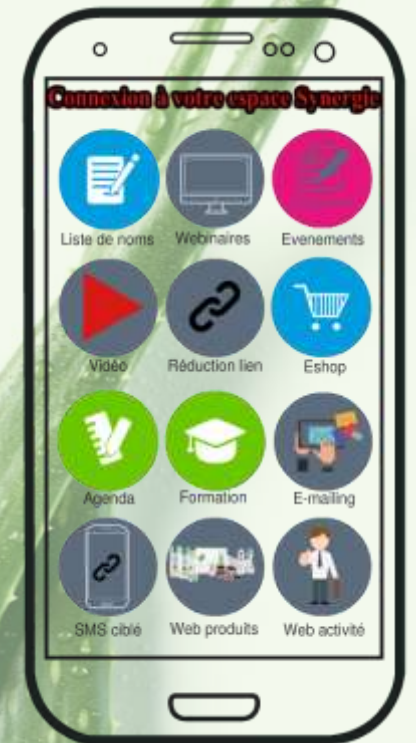 Connexion à votre espace Synergie
Liste de noms Webinaires Evenements
Vidéo Réduction lien Eshop
Agenda Formation E-mailing
SMS ciblé Web produits Web activité